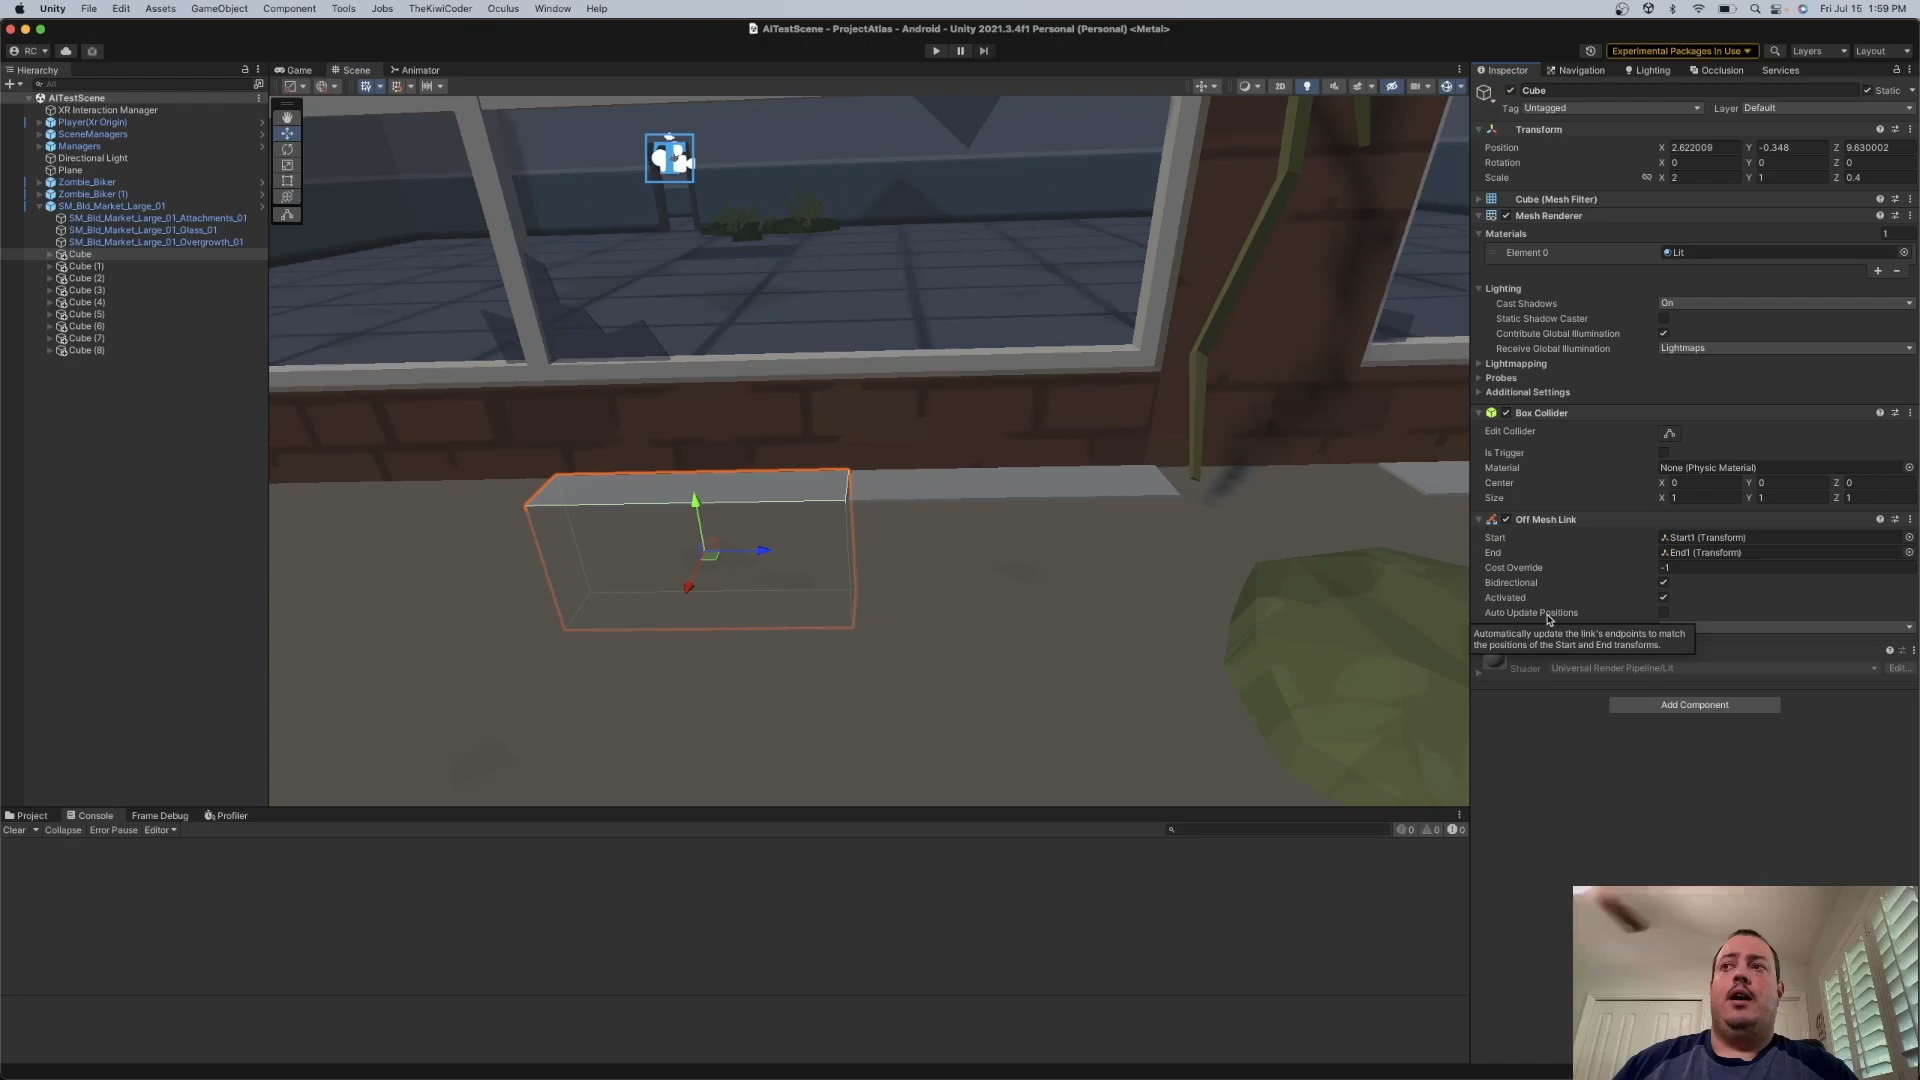 Unity File Edit Assets GameObject Component Tools Jobs TheKiwiCoder Oculus Window Help Fri Jul 15 1:59 PM
AITestScene - ProjectAtlas - Android - Unity 2021.3.4f1 Personal (Personal) <Metal>
RC Experimental Packages In Use Layers Layout
Hierarchy
All
AITestScene
XR Interaction Manager
Player(Xr Origin)
SceneManagers
Managers
Directional Light
Plane
Zombie_Biker
Zombie_Biker (1)
SM_Bld_Market_Large_01
SM_Bld_Market_Large_01_Attachments_01
SM_Bld_Market_Large_01_Glass_01
SM_Bld_Market_Large_01_Overgrowth_01
Cube
Cube (1)
Cube (2)
Cube (3)
Cube (4)
Cube (5)
Cube (6)
Cube (7)
Cube (8)
Game Scene Animator
2D
Inspector Navigation Lighting Occlusion Services
Cube Static
Tag Untagged Layer Default
Transform
Position X 2.622009 Y -0.348 Z 9.630002
Rotation X 0 Y 0 Z 0
Scale X 2 Y 1 Z 0.4
Cube (Mesh Filter)
Mesh Renderer
Materials 1
Element 0 Lit
Lighting
Cast Shadows On
Static Shadow Caster
Contribute Global Illumination
Receive Global Illumination Lightmaps
Lightmapping
Probes
Additional Settings
Box Collider
Edit Collider
Is Trigger
Material None (Physic Material)
Center X 0 Y 0 Z 0
Size X 1 Y 1 Z 1
Off Mesh Link
Start Start1 (Transform)
End End1 (Transform)
Cost Override -1
Bidirectional
Activated
Auto Update Positions
Automatically update the link's endpoints to match
the positions of the Start and End transforms.
Shader Universal Render Pipeline/Lit Edit...
Add Component
Project Console Frame Debug Profiler
Clear Collapse Error Pause Editor 0 0 0